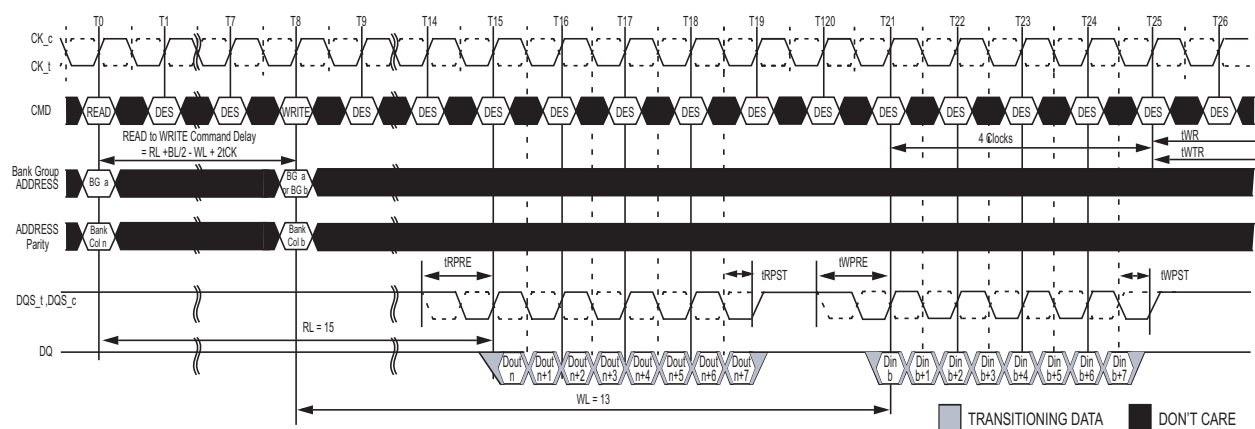 T0 T1 T7 T8 T9 T14 T15 T16 T17 T18 T19 T120 T21 T22 T23 T24 T25 T26
CK_c
CK_t
CMD READ DES DES WRITE DES DES DES DES DES DES DES DES DES DES DES DES DES DES
READ to WRITE Command Delay
= RL +BL/2 - WL + 2tCK
4 Clocks
tWR
tWTR
Bank Group
ADDRESS
BG a
BG a
or BG b
ADDRESS
Parity
Bank
Col n
Bank
Col b
tRPRE
tRPST
tWPRE
tWPST
DQS_t ,DQS_c
RL = 15
DQ
Dout
n
Dout
n+1
Dout
n+2
Dout
n+3
Dout
n+4
Dout
n+5
Dout
n+6
Dout
n+7
Din
b
Din
b+1
Din
b+2
Din
b+3
Din
b+4
Din
b+5
Din
b+6
Din
b+7
WL = 13
TRANSITIONING DATA
DON'T CARE